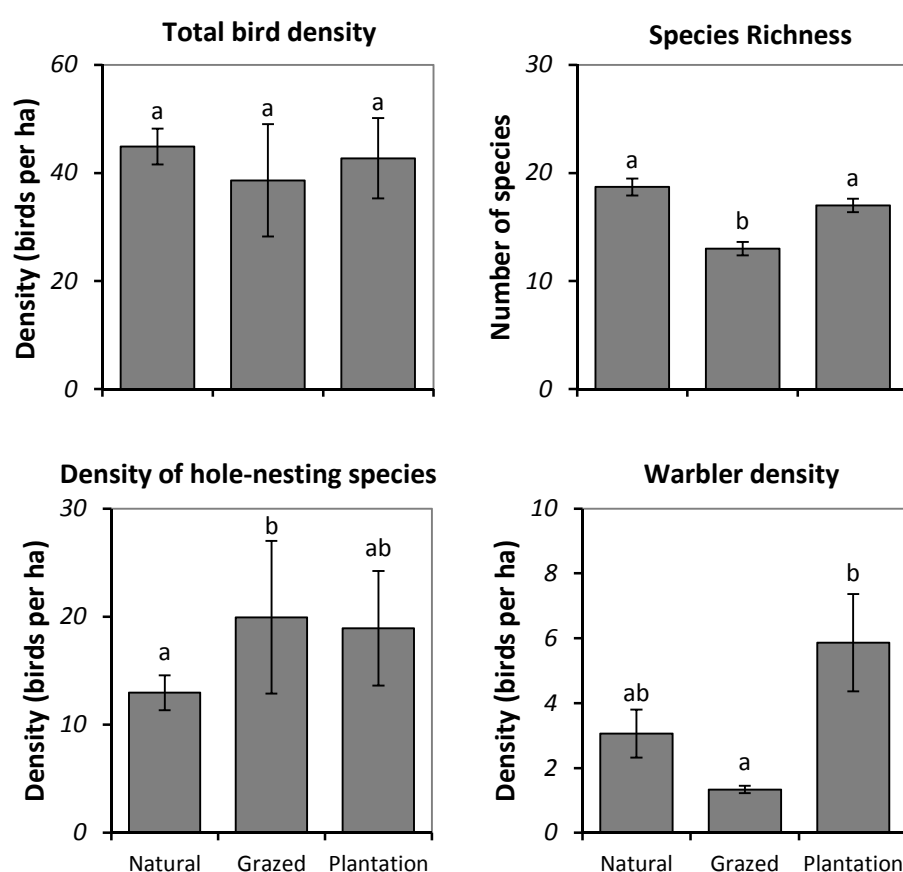 Total bird density
Density (birds per ha)
60
40
20
0
a
a
a
Species Richness
Number of species
30
20
10
0
a
b
a
Density of hole-nesting species
Density (birds per ha)
30
20
10
0
a
b
ab
Natural
Grazed
Plantation
Warbler density
Density (birds per ha)
10
8
6
4
2
0
ab
a
b
Natural
Grazed
Plantation